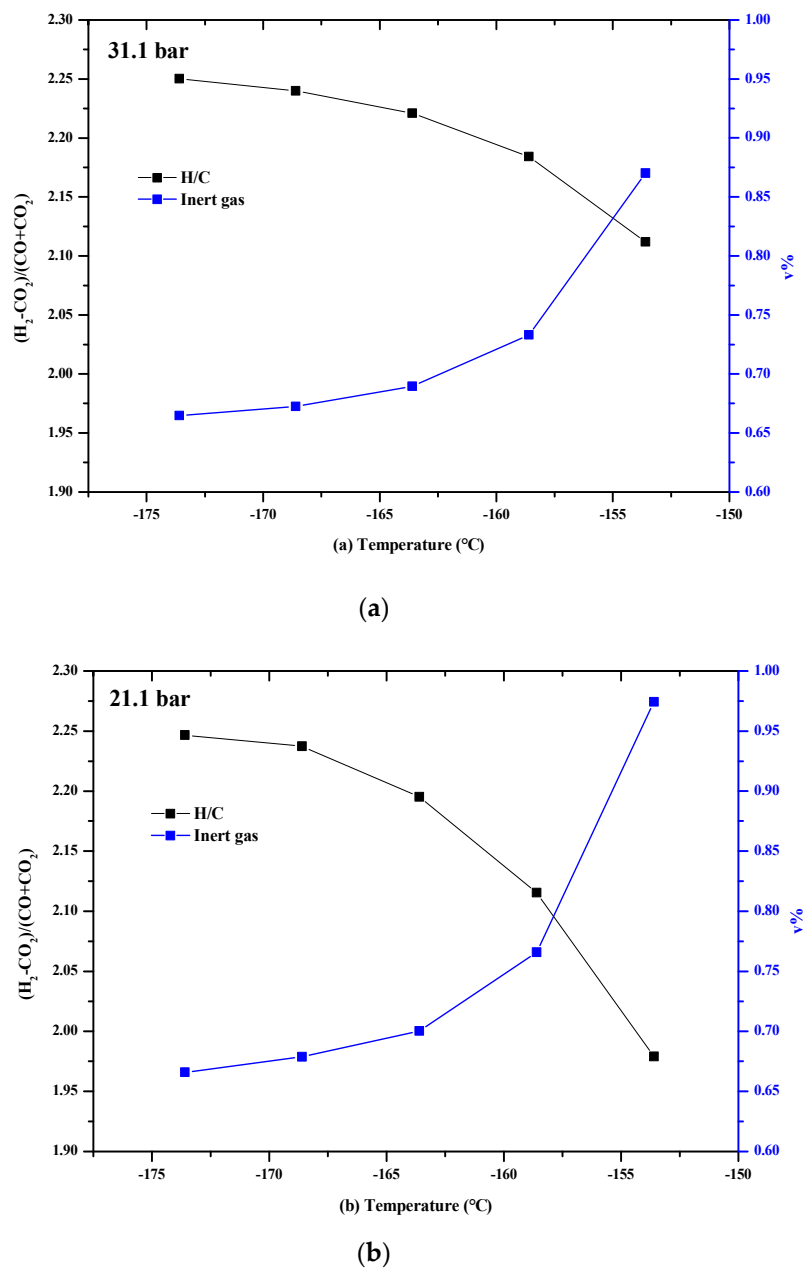 31.1 bar
H/C
Inert gas
2.30
2.25
2.20
2.15
2.10
2.05
2.00
1.95
1.90
(H₂-CO₂)/(CO+CO₂)
1.00
0.95
0.90
0.85
0.80
0.75
0.70
0.65
0.60
v%
-175 -170 -165 -160 -155 -150
(a) Temperature (°C)
(a)
21.1 bar
H/C
Inert gas
2.30
2.25
2.20
2.15
2.10
2.05
2.00
1.95
1.90
(H₂-CO₂)/(CO+CO₂)
1.00
0.95
0.90
0.85
0.80
0.75
0.70
0.65
0.60
v%
-175 -170 -165 -160 -155 -150
(b) Temperature (°C)
(b)